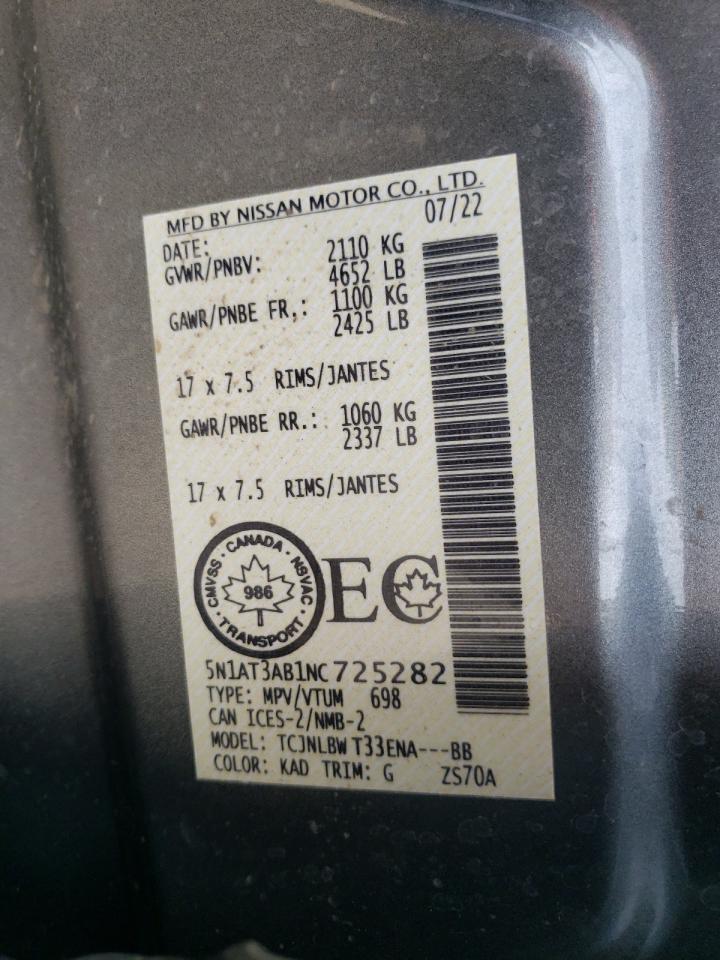 MFD BY NISSAN MOTOR CO., LTD.
DATE: 07/22
GVWR/PNBV: 2110 KG
4652 LB
GAWR/PNBE FR.: 1100 KG
2425 LB
17 x 7.5 RIMS/JANTES
GAWR/PNBE RR.: 1060 KG
2337 LB
17 x 7.5 RIMS/JANTES
CMVSS · CANADA · NSVAC · TRANSPORT ·
986
EC
5N1AT3AB1NC725282
TYPE: MPV/VTUM 698
CAN ICES-2/NMB-2
MODEL: TCJNLBW T33ENA---BB
COLOR: KAD TRIM: G ZS70A